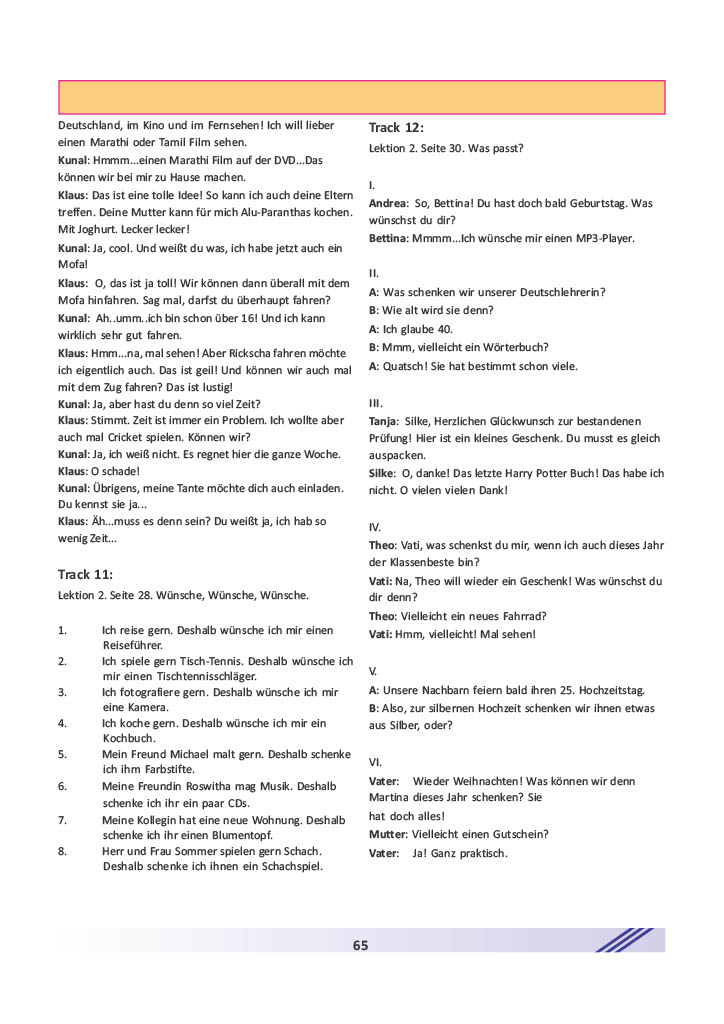 Deutschland, im Kino und im Fernsehen! Ich will lieber
einen Marathi oder Tamil Film sehen.
Kunal: Hmmm...einen Marathi Film auf der DVD...Das
können wir bei mir zu Hause machen.
Klaus: Das ist eine tolle Idee! So kann ich auch deine Eltern
treffen. Deine Mutter kann für mich Alu-Paranthas kochen.
Mit Joghurt. Lecker lecker!
Kunal: Ja, cool. Und weißt du was, ich habe jetzt auch ein
Mofa!
Klaus: O, das ist ja toll! Wir können dann überall mit dem
Mofa hinfahren. Sag mal, darfst du überhaupt fahren?
Kunal: Ah..umm..ich bin schon über 16! Und ich kann
wirklich sehr gut fahren.
Klaus: Hmm...na, mal sehen! Aber Rickscha fahren möchte
ich eigentlich auch. Das ist geil! Und können wir auch mal
mit dem Zug fahren? Das ist lustig!
Kunal: Ja, aber hast du denn so viel Zeit?
Klaus: Stimmt. Zeit ist immer ein Problem. Ich wollte aber
auch mal Cricket spielen. Können wir?
Kunal: Ja, ich weiß nicht. Es regnet hier die ganze Woche.
Klaus: O schade!
Kunal: Übrigens, meine Tante möchte dich auch einladen.
Du kennst sie ja...
Klaus: Äh...muss es denn sein? Du weißt ja, ich hab so
wenig Zeit...
Track 11:
Lektion 2. Seite 28. Wünsche, Wünsche, Wünsche.
1. Ich reise gern. Deshalb wünsche ich mir einen
Reiseführer.
2. Ich spiele gern Tisch-Tennis. Deshalb wünsche ich
mir einen Tischtennisschläger.
3. Ich fotografiere gern. Deshalb wünsche ich mir
eine Kamera.
4. Ich koche gern. Deshalb wünsche ich mir ein
Kochbuch.
5. Mein Freund Michael malt gern. Deshalb schenke
ich ihm Farbstifte.
6. Meine Freundin Roswitha mag Musik. Deshalb
schenke ich ihr ein paar CDs.
7. Meine Kollegin hat eine neue Wohnung. Deshalb
schenke ich ihr einen Blumentopf.
8. Herr und Frau Sommer spielen gern Schach.
Deshalb schenke ich ihnen ein Schachspiel.
Track 12:
Lektion 2. Seite 30. Was passt?
I.
Andrea: So, Bettina! Du hast doch bald Geburtstag. Was
wünschst du dir?
Bettina: Mmmm...Ich wünsche mir einen MP3-Player.
II.
A: Was schenken wir unserer Deutschlehrerin?
B: Wie alt wird sie denn?
A: Ich glaube 40.
B: Mmm, vielleicht ein Wörterbuch?
A: Quatsch! Sie hat bestimmt schon viele.
III.
Tanja: Silke, Herzlichen Glückwunsch zur bestandenen
Prüfung! Hier ist ein kleines Geschenk. Du musst es gleich
auspacken.
Silke: O, danke! Das letzte Harry Potter Buch! Das habe ich
nicht. O vielen vielen Dank!
IV.
Theo: Vati, was schenkst du mir, wenn ich auch dieses Jahr
der Klassenbeste bin?
Vati: Na, Theo will wieder ein Geschenk! Was wünschst du
dir denn?
Theo: Vielleicht ein neues Fahrrad?
Vati: Hmm, vielleicht! Mal sehen!
V.
A: Unsere Nachbarn feiern bald ihren 25. Hochzeitstag.
B: Also, zur silbernen Hochzeit schenken wir ihnen etwas
aus Silber, oder?
VI.
Vater: Wieder Weihnachten! Was können wir denn
Martina dieses Jahr schenken? Sie
hat doch alles!
Mutter: Vielleicht einen Gutschein?
Vater: Ja! Ganz praktisch.
65